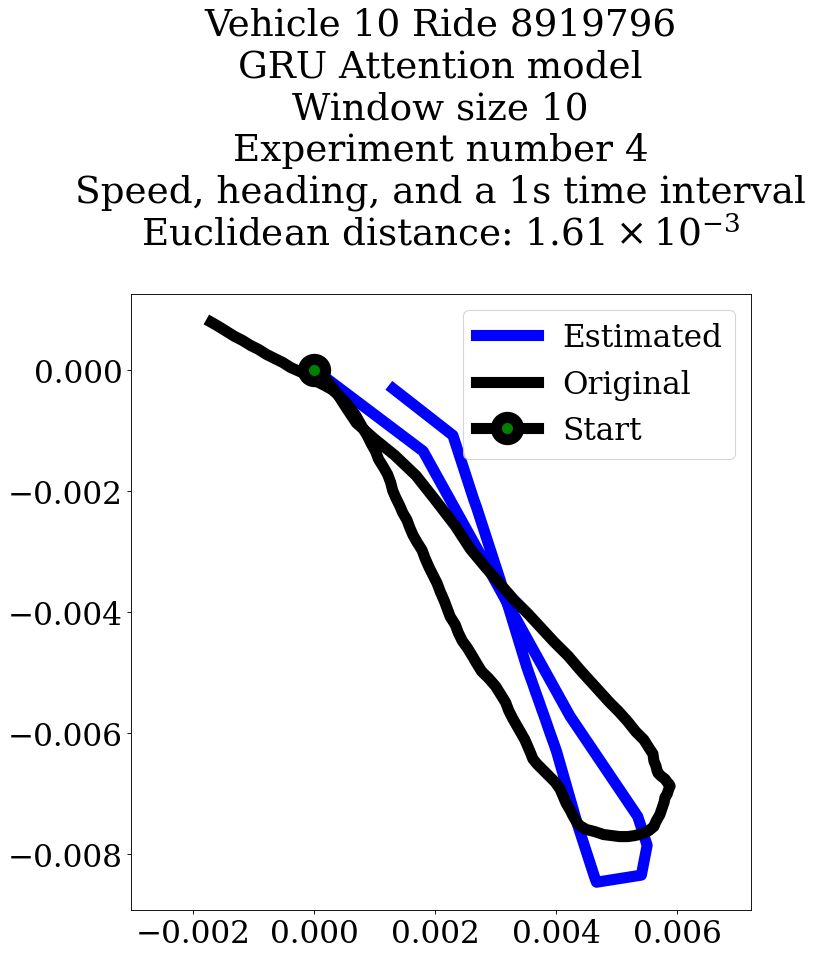 Vehicle 10 Ride 8919796
GRU Attention model
Window size 10
Experiment number 4
Speed, heading, and a 1s time interval
Euclidean distance: 1.61 × 10⁻³
Estimated
Original
Start
0.000
−0.002
−0.004
−0.006
−0.008
−0.002 0.000 0.002 0.004 0.006